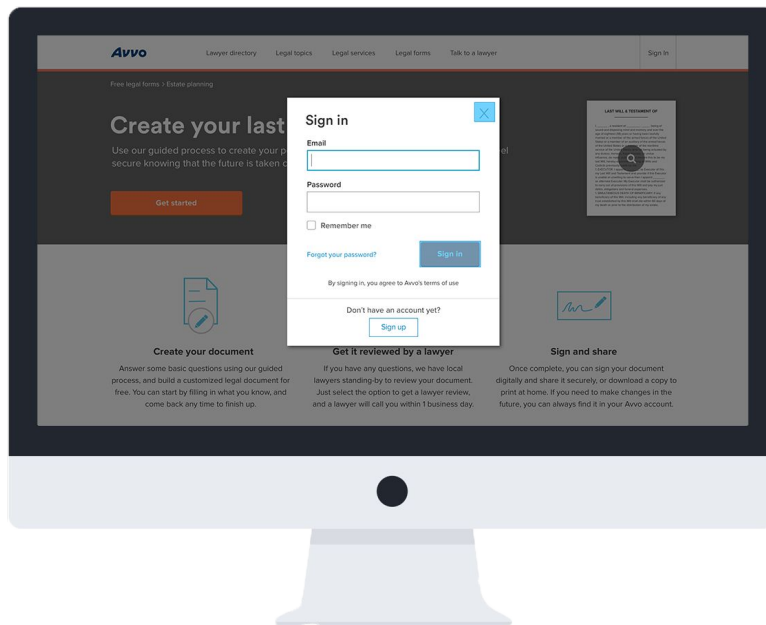 Avvo
Lawyer directory
Legal topics
Legal services
Legal forms
Talk to a lawyer
Sign In
Free legal forms > Estate planning
Create your last
Use our guided process to create your p
el
secure knowing that the future is taken c
Get started
LAST WILL & TESTAMENT OF
Sign in
Email
Password
Remember me
Forgot your password?
Sign in
By signing in, you agree to Avvo's terms of use
Don't have an account yet?
Sign up
Create your document
Answer some basic questions using our guided
process, and build a customized legal document for
free. You can start by filling in what you know, and
come back any time to finish up.
Get it reviewed by a lawyer
If you have any questions, we have local
lawyers standing-by to review your document.
Just select the option to get a lawyer review,
and a lawyer will call you within 1 business day.
Sign and share
Once complete, you can sign your document
digitally and share it securely, or download a copy to
print at home. If you need to make changes in the
future, you can always find it in your Avvo account.